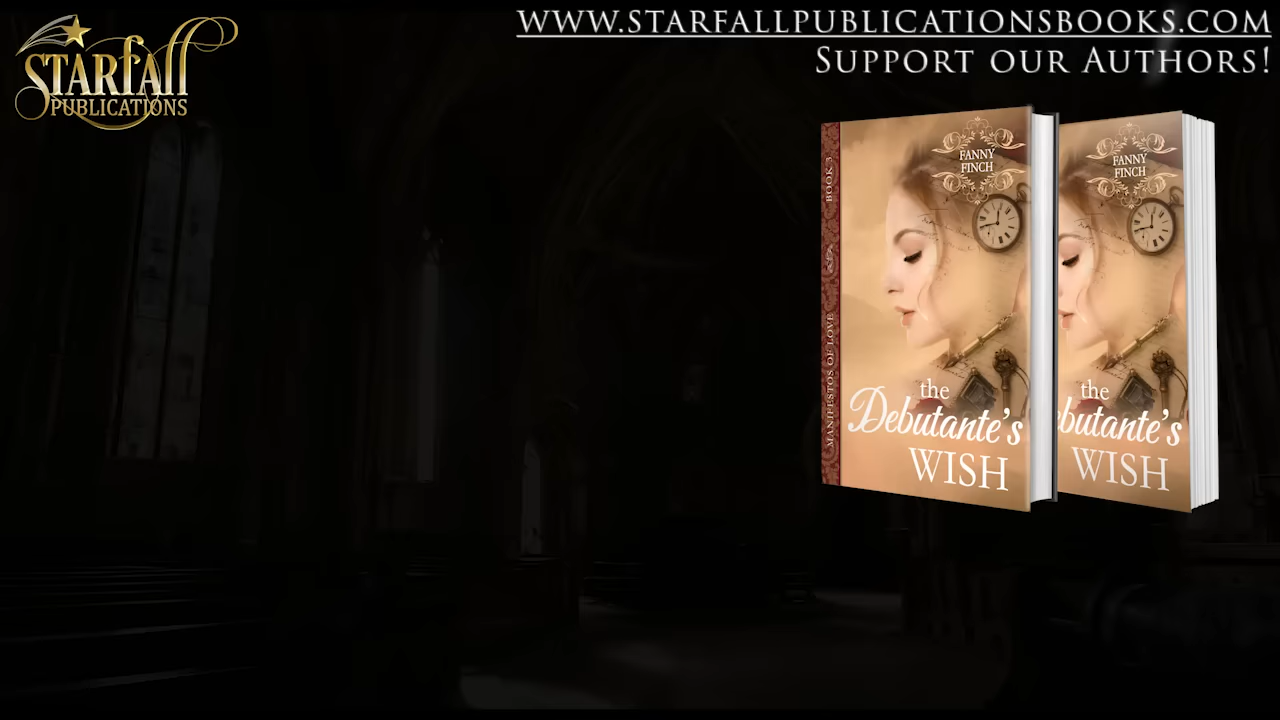 STARfall
PUBLICATIONS
WWW.STARFALLPUBLICATIONSBOOKS.COM
SUPPORT OUR AUTHORS!
BOOK 3
MANIFESTOS OF LOVE
FANNY
FINCH
the
Debutante's
WISH
FANNY
FINCH
the
ebutante's
WISH